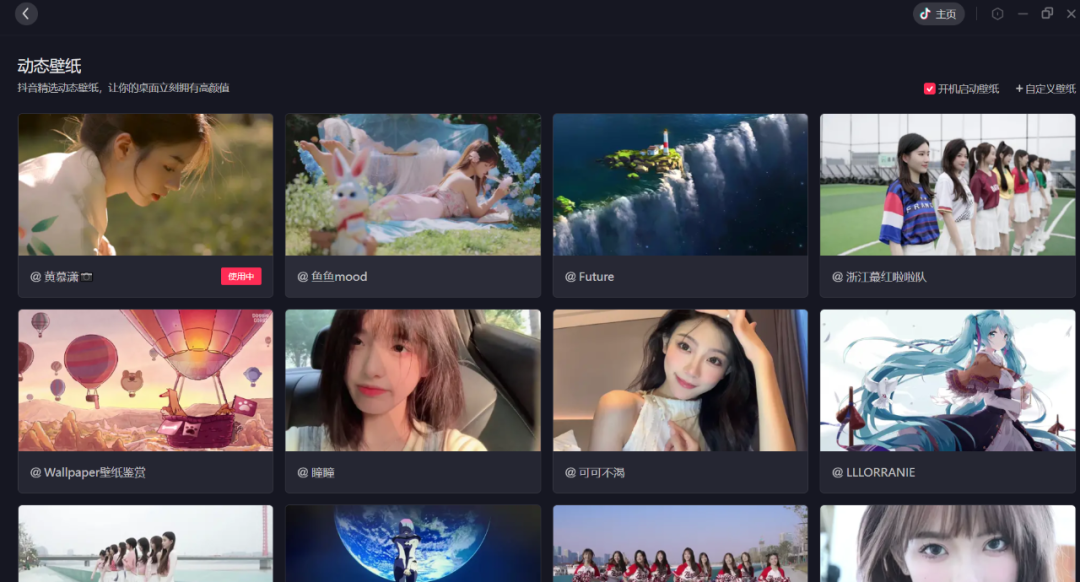 主页
动态壁纸
抖音精选动态壁纸，让你的桌面立刻拥有高颜值
开机启动壁纸
+自定义壁纸
@ 黄慕潇
使用中
@ 鱼鱼mood
@ Future
@ 浙江蕞红啦啦队
@ Wallpaper壁纸鉴赏
@ 瞳瞳
@ 可可不渴
@ LLLORRANIE